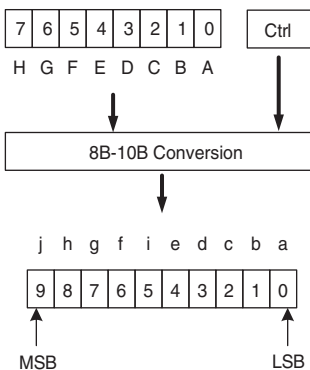 7 6 5 4 3 2 1 0 Ctrl
H G F E D C B A
8B-10B Conversion
j h g f i e d c b a
9 8 7 6 5 4 3 2 1 0
MSB LSB